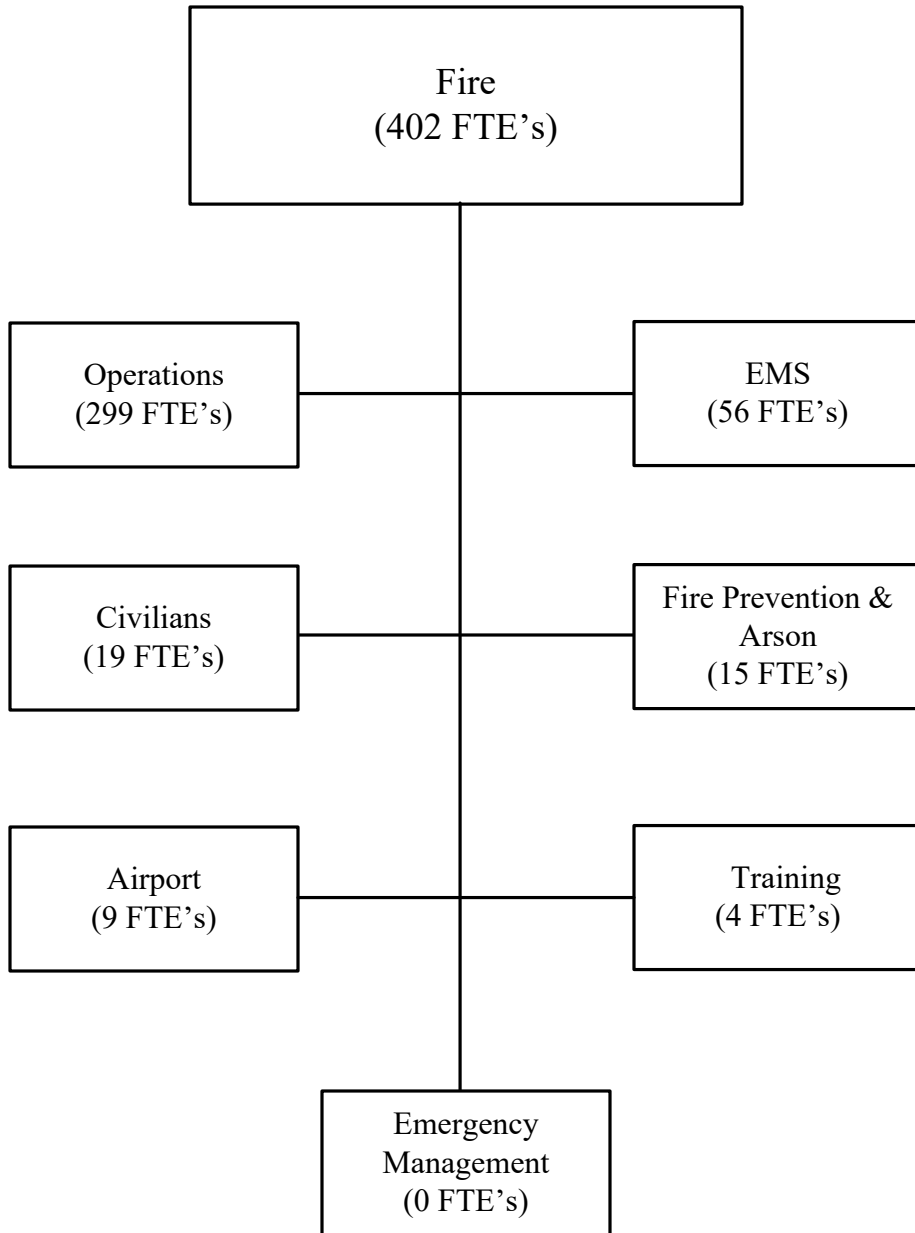 Fire
(402 FTE’s)
Operations
(299 FTE’s)
EMS
(56 FTE’s)
Civilians
(19 FTE’s)
Fire Prevention &
Arson
(15 FTE’s)
Airport
(9 FTE’s)
Training
(4 FTE’s)
Emergency
Management
(0 FTE’s)